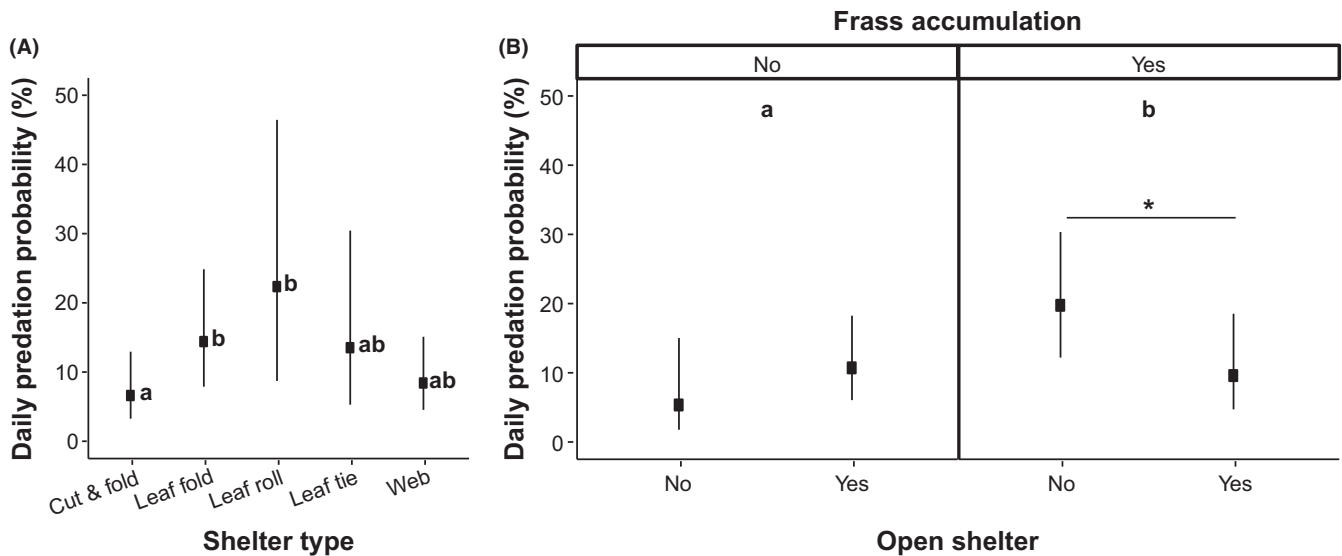 (A)
Daily predation probability (%)
50
40
30
20
10
0
a
b
b
ab
ab
Cut & fold
Leaf fold
Leaf roll
Leaf tie
Web
Shelter type
(B)
Frass accumulation
No
Yes
Daily predation probability (%)
50
40
30
20
10
0
a
b
*
No
Yes
No
Yes
Open shelter